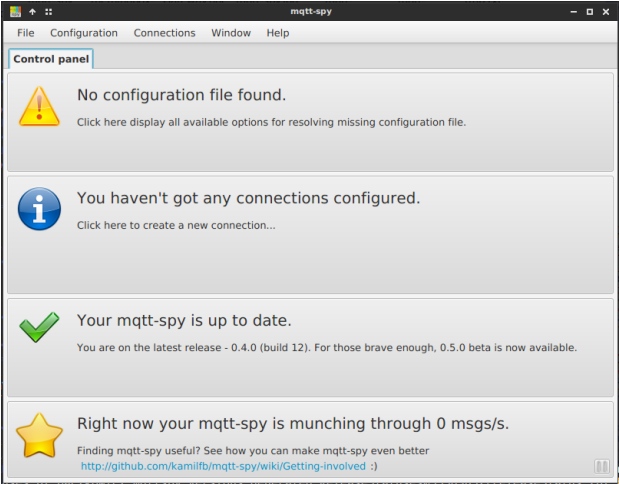 mqtt-spy
File Configuration Connections Window Help
Control panel
No configuration file found.
Click here display all available options for resolving missing configuration file.
You haven't got any connections configured.
Click here to create a new connection...
Your mqtt-spy is up to date.
You are on the latest release - 0.4.0 (build 12). For those brave enough, 0.5.0 beta is now available.
Right now your mqtt-spy is munching through 0 msgs/s.
Finding mqtt-spy useful? See how you can make mqtt-spy even better
http://github.com/kamilfb/mqtt-spy/wiki/Getting-involved :)